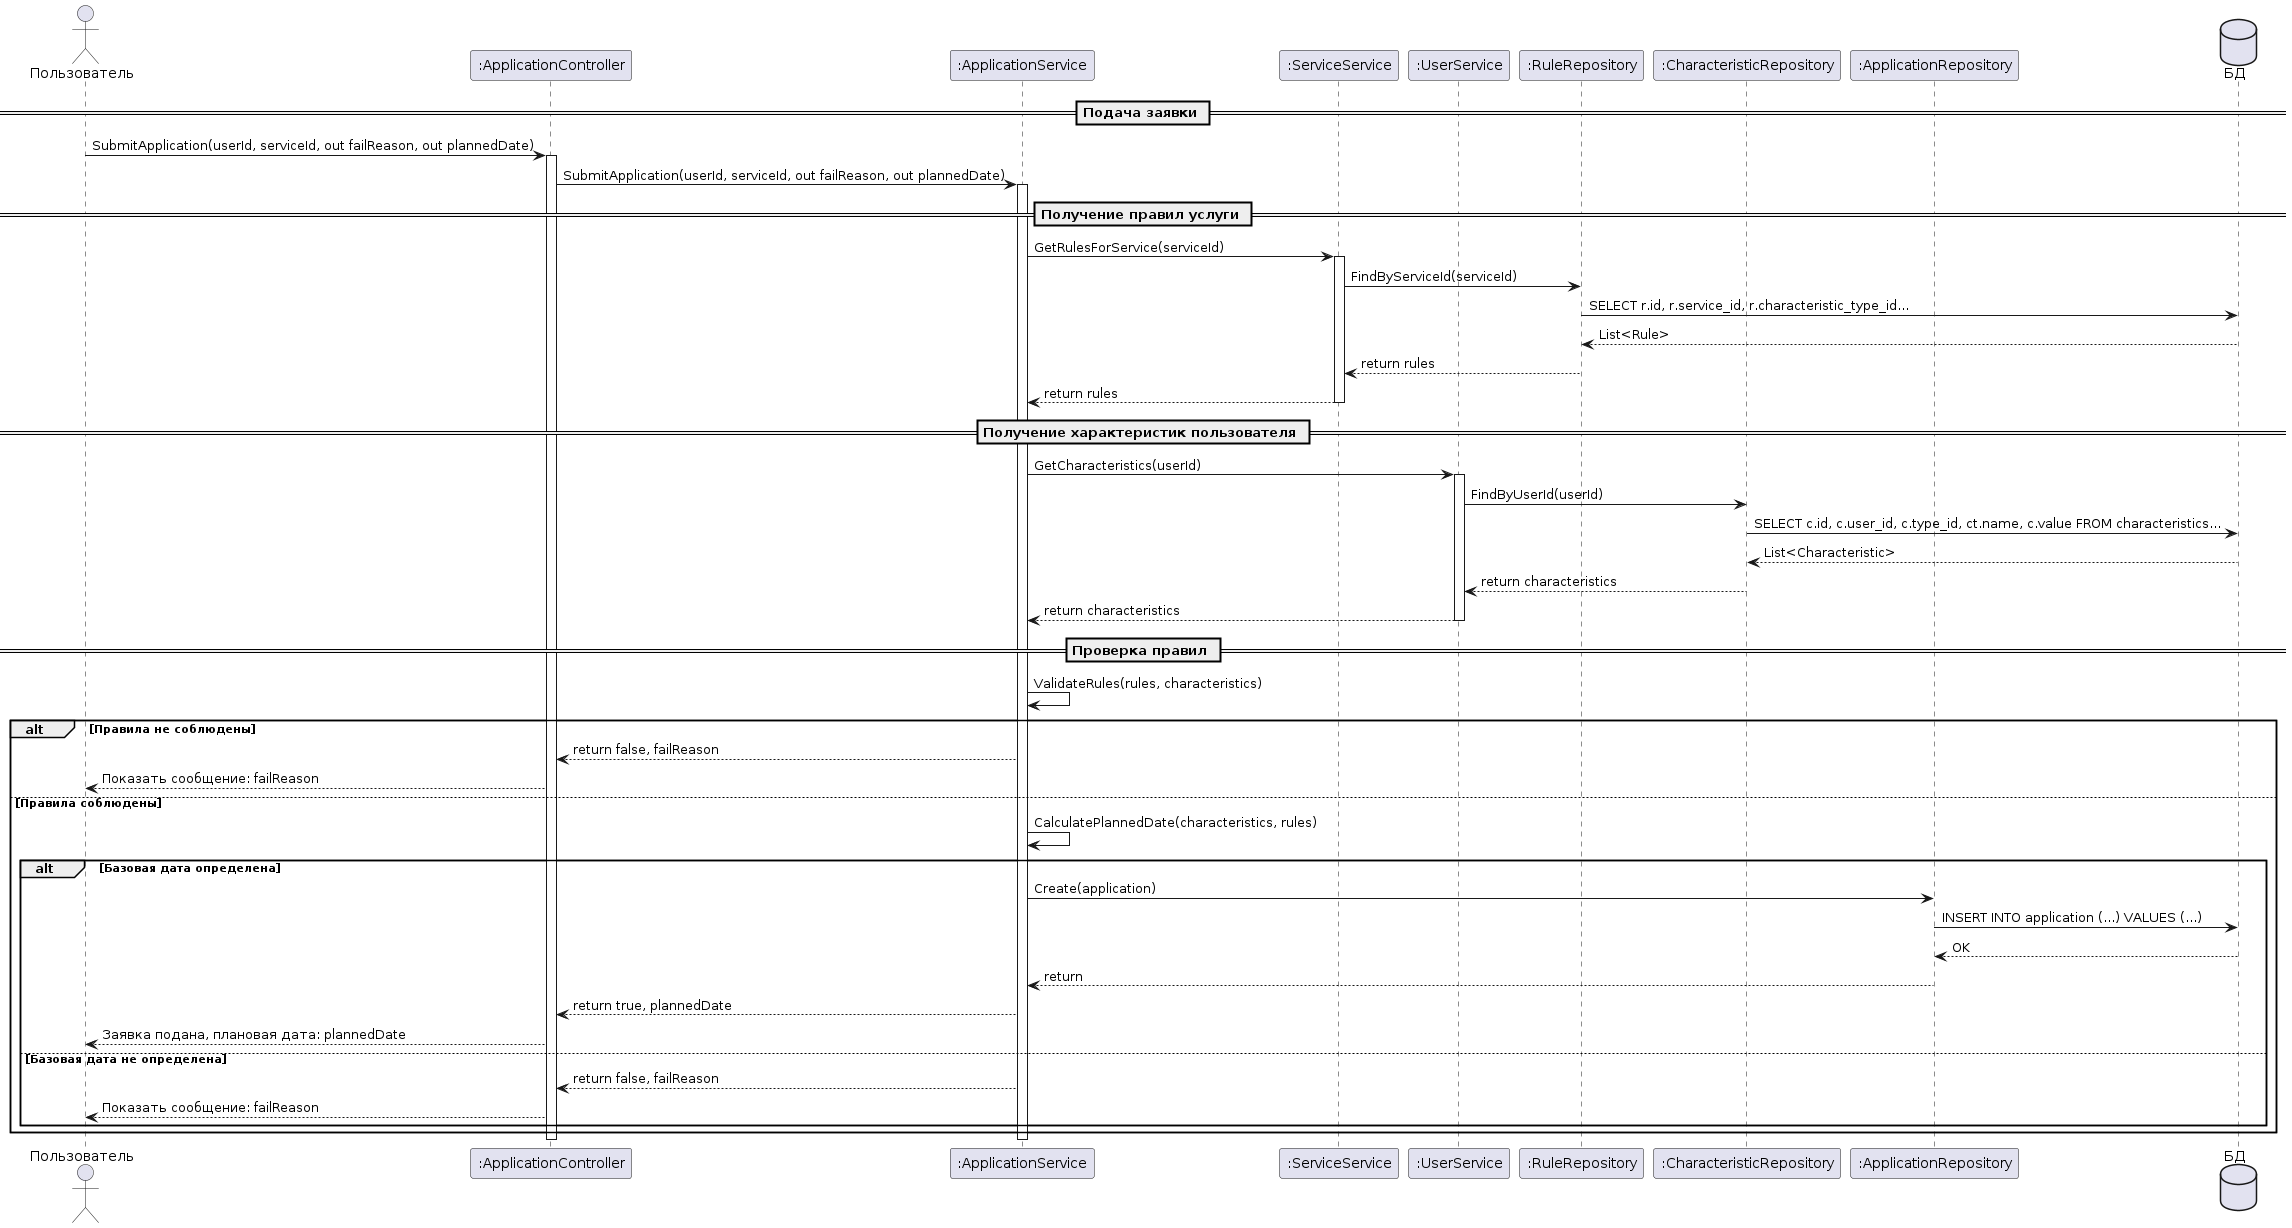 Пользователь
:ApplicationController
:ApplicationService
:ServiceService
:UserService
:RuleRepository
:CharacteristicRepository
:ApplicationRepository
БД
Подача заявки
SubmitApplication(userId, serviceId, out failReason, out plannedDate)
SubmitApplication(userId, serviceId, out failReason, out plannedDate)
Получение правил услуги
GetRulesForService(serviceId)
FindByServiceId(serviceId)
SELECT r.id, r.service_id, r.characteristic_type_id...
List<Rule>
return rules
return rules
Получение характеристик пользователя
GetCharacteristics(userId)
FindByUserId(userId)
SELECT c.id, c.user_id, c.type_id, ct.name, c.value FROM characteristics...
List<Characteristic>
return characteristics
return characteristics
Проверка правил
ValidateRules(rules, characteristics)
alt [Правила не соблюдены]
return false, failReason
Показать сообщение: failReason
[Правила соблюдены]
CalculatePlannedDate(characteristics, rules)
alt [Базовая дата определена]
Create(application)
INSERT INTO application (...) VALUES (...)
OK
return
return true, plannedDate
Заявка подана, плановая дата: plannedDate
[Базовая дата не определена]
return false, failReason
Показать сообщение: failReason
Пользователь
:ApplicationController
:ApplicationService
:ServiceService
:UserService
:RuleRepository
:CharacteristicRepository
:ApplicationRepository
БД